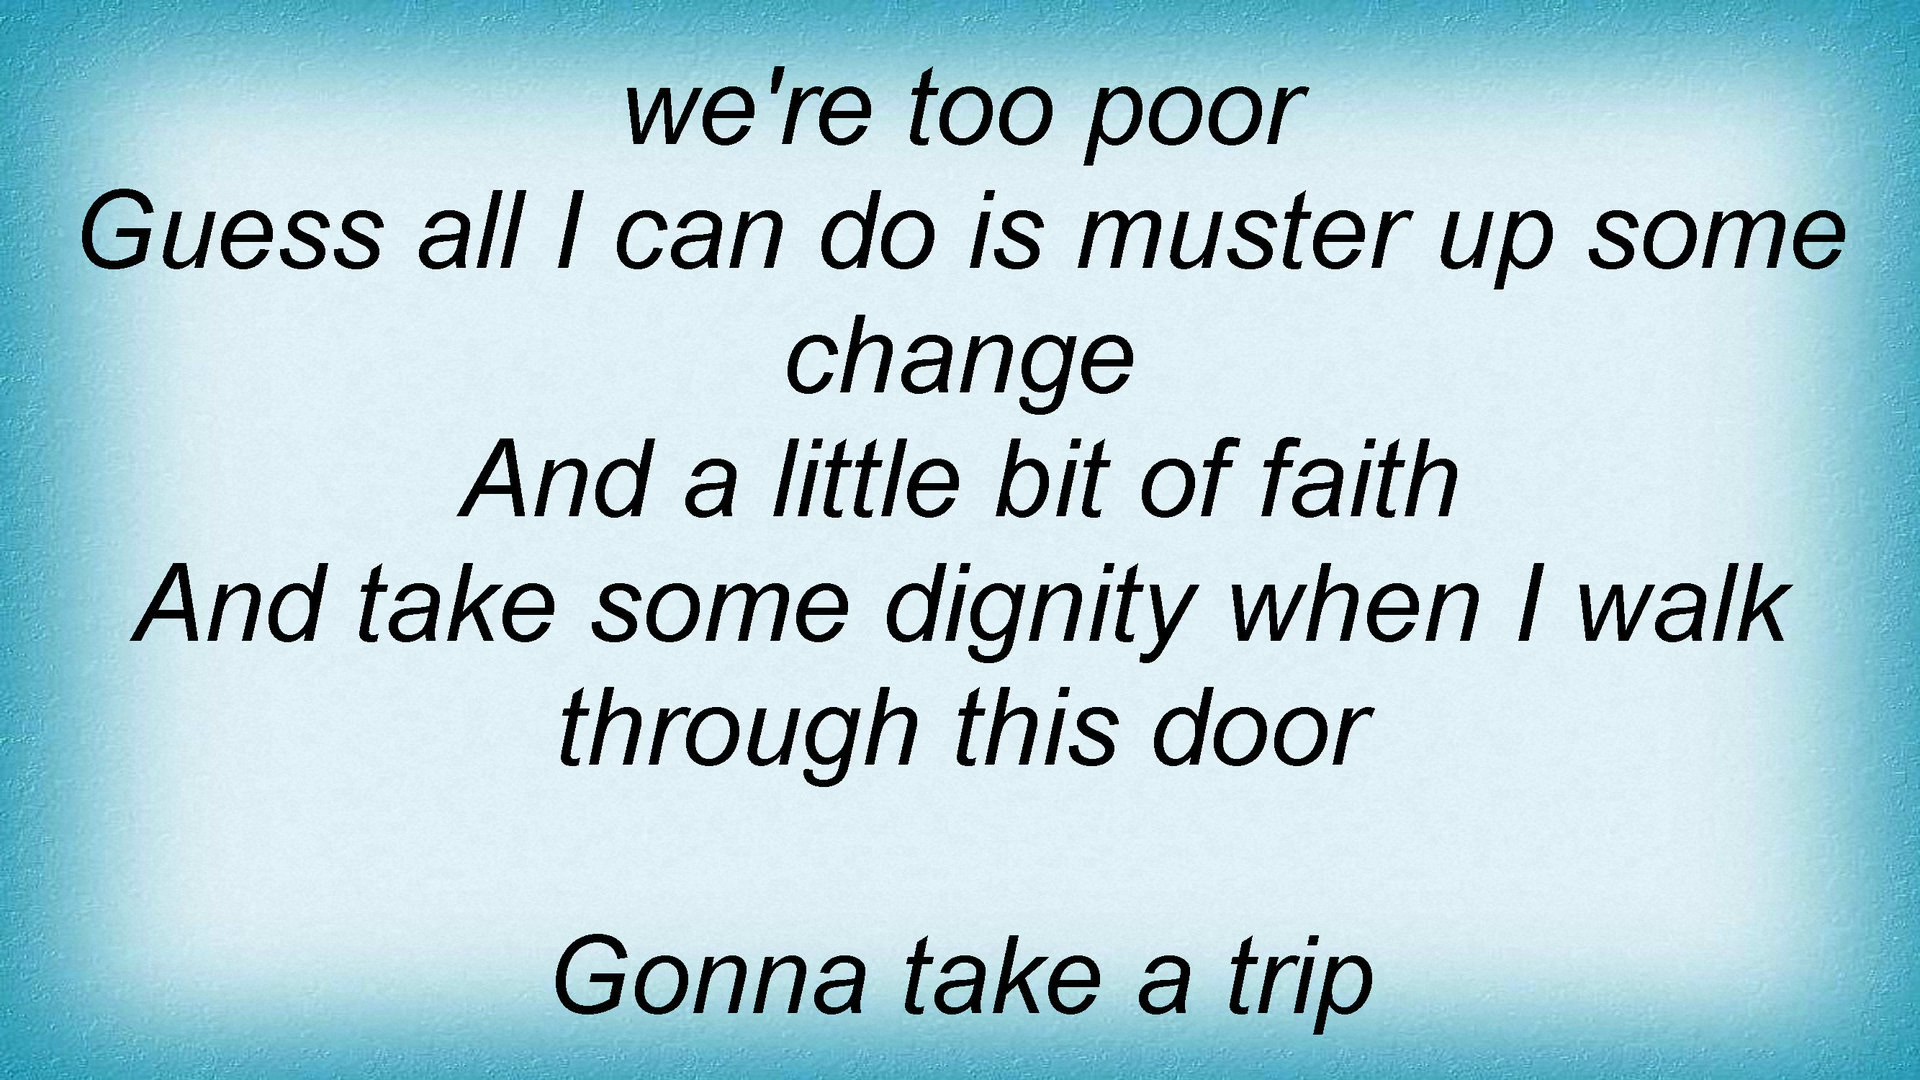 we're too poor
Guess all I can do is muster up some
change
And a little bit of faith
And take some dignity when I walk
through this door
Gonna take a trip